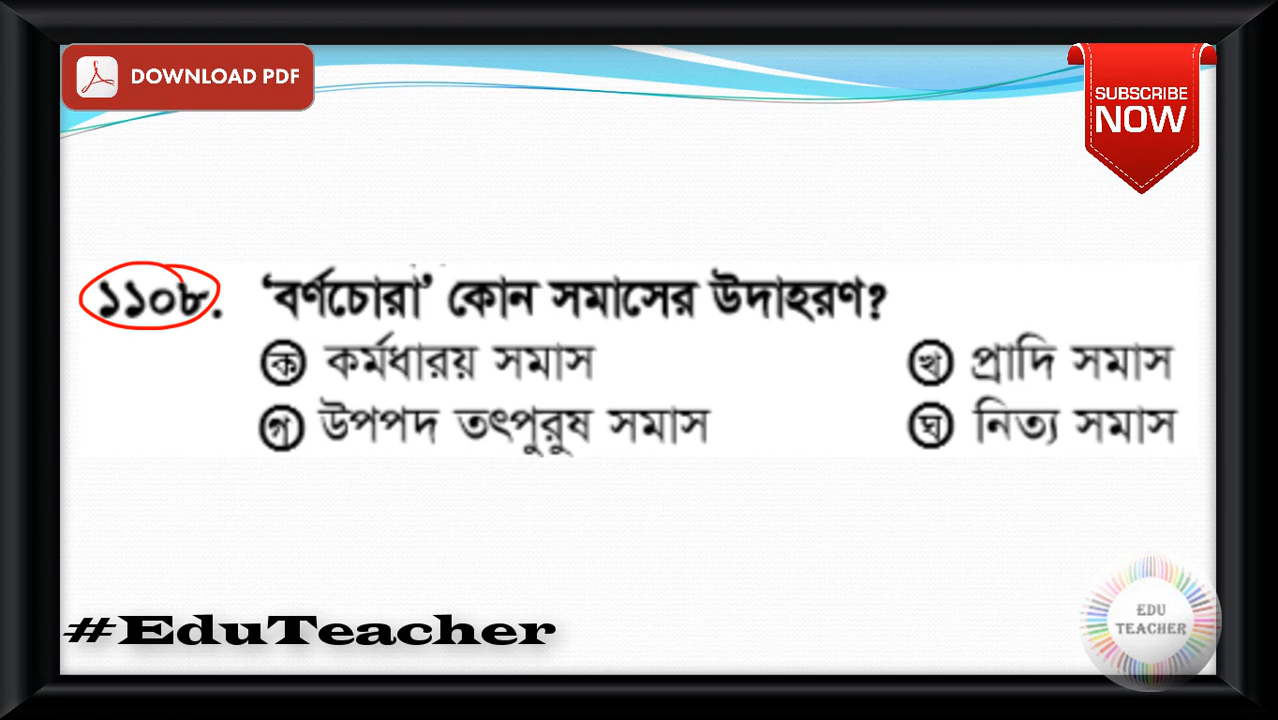 DOWNLOAD PDF
SUBSCRIBE
NOW
১১০৮. ‘বর্ণচোরা’ কোন সমাসের উদাহরণ?
ক কর্মধারয় সমাস খ প্রাদি সমাস
গ উপপদ তৎপুরুষ সমাস ঘ নিত্য সমাস
#EduTeacher
EDU
TEACHER